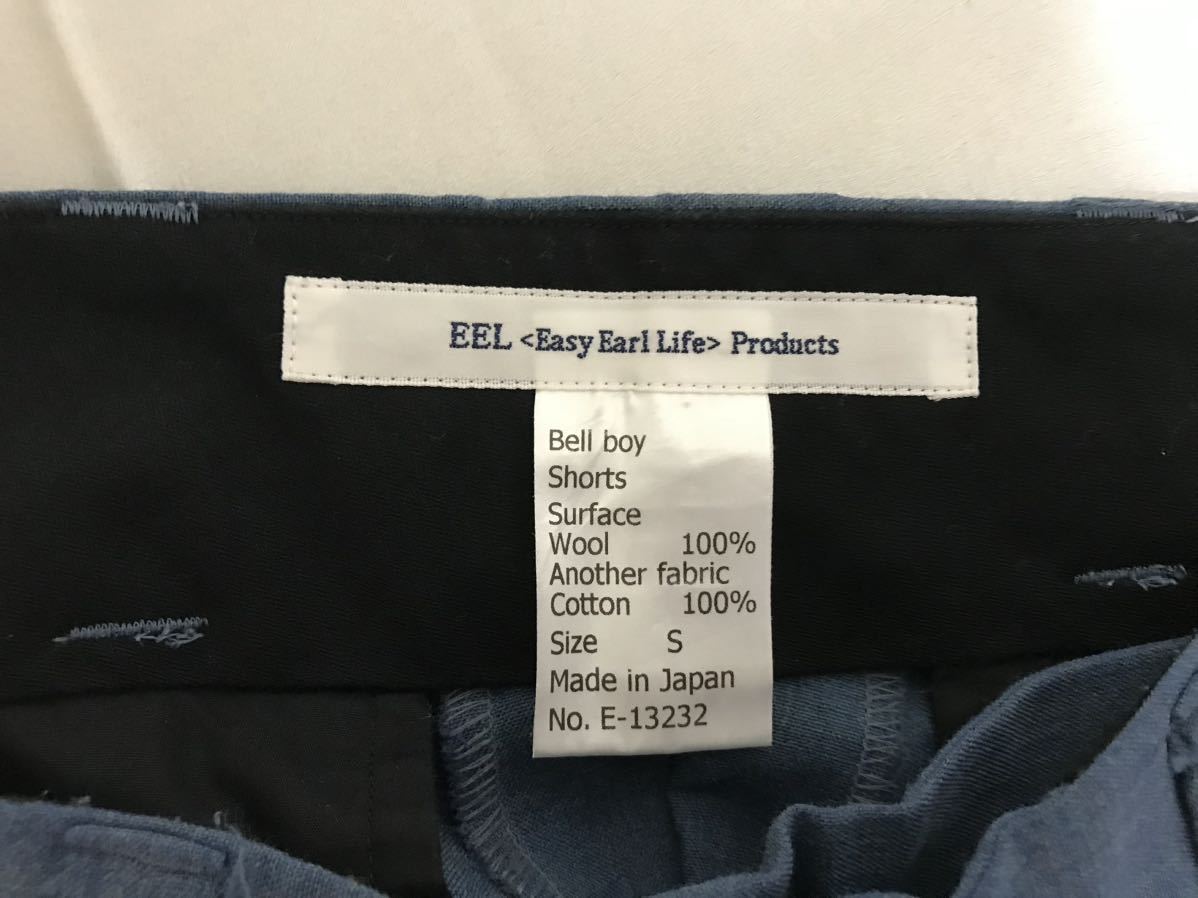 EEL <Easy Earl Life> Products
Bell boy
Shorts
Surface
Wool 100%
Another fabric
Cotton 100%
Size S
Made in Japan
No. E-13232